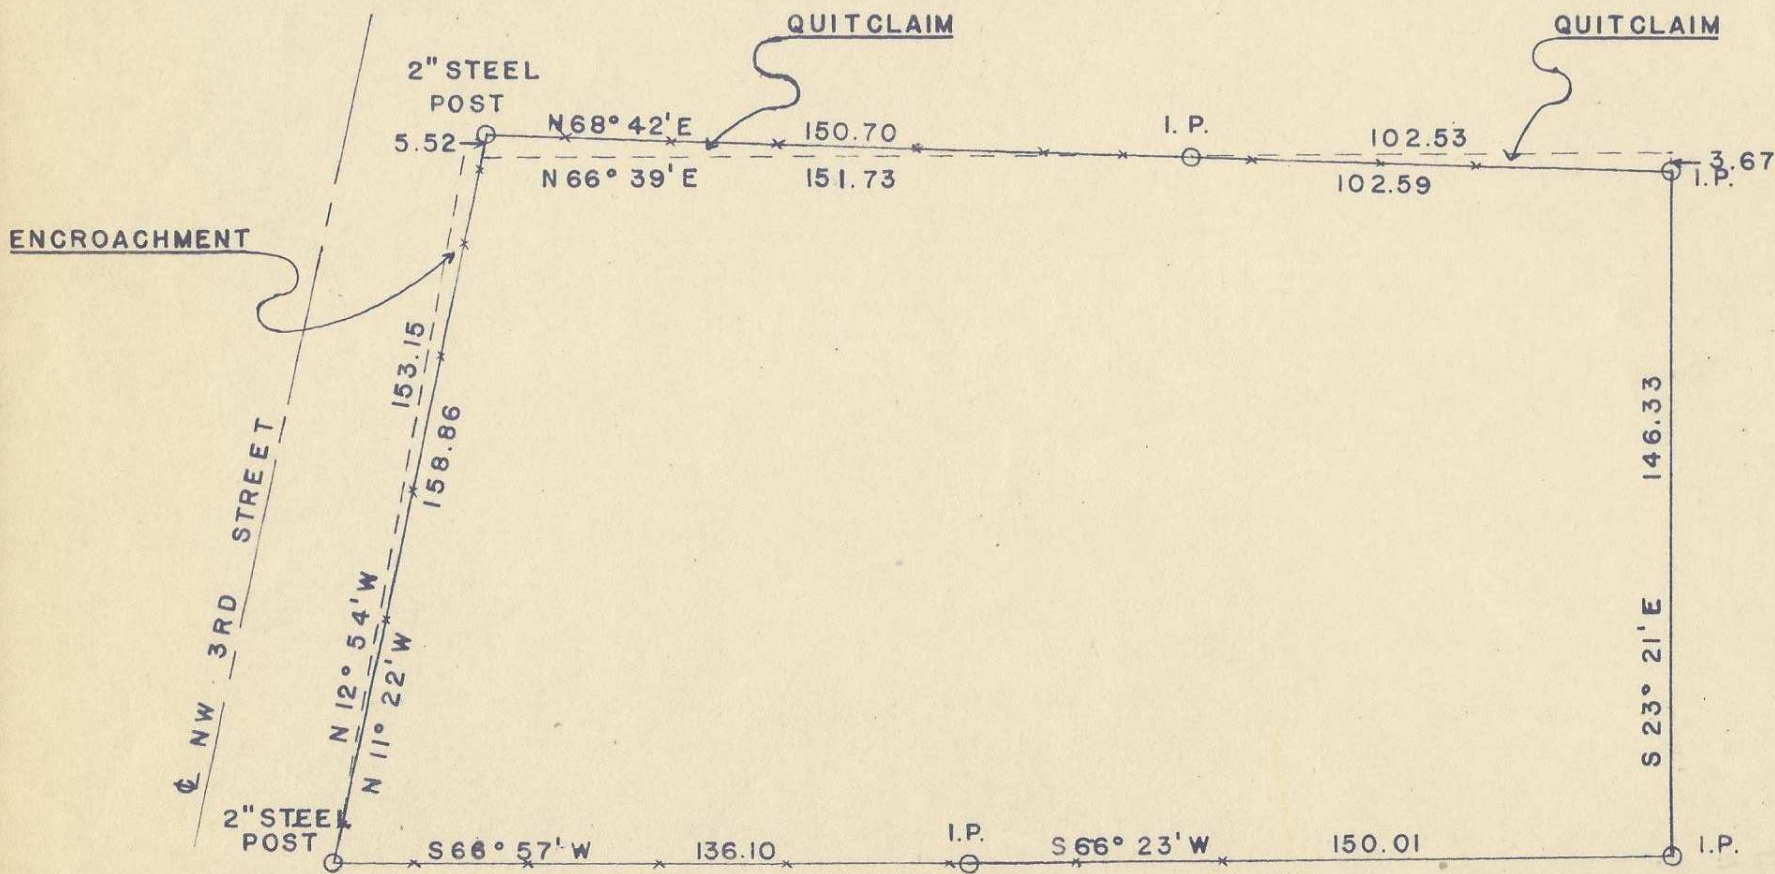 QUITCLAIM
QUITCLAIM
2" STEEL
POST
N 68° 42' E
150.70
I. P.
102.53
5.52
3.67
I.P.
N 66° 39' E
151.73
102.59
ENCROACHMENT
153.15
158.86
146.33
N 12° 54' W
N 11° 22' W
S 23° 21' E
℄ NW 3RD STREET
2" STEEL
POST
S 66° 57' W
136.10
I.P.
S 66° 23' W
150.01
I.P.